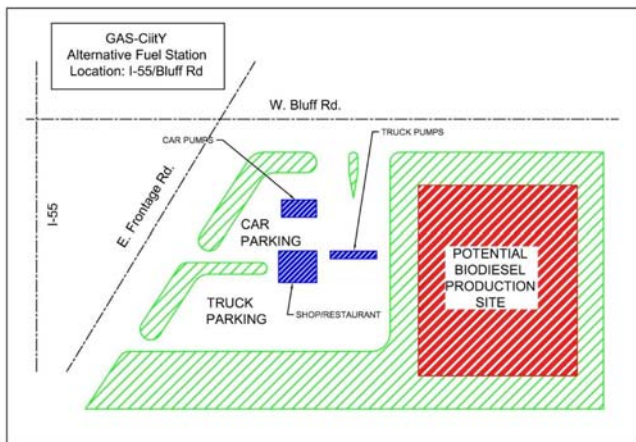 GAS-CiitY
Alternative Fuel Station
Location: I-55/Bluff Rd
W. Bluff Rd.
CAR PUMPS
TRUCK PUMPS
E. Frontage Rd.
I-55
CAR
PARKING
POTENTIAL
BIODIESEL
PRODUCTION
SITE
TRUCK
PARKING
SHOP/RESTAURANT